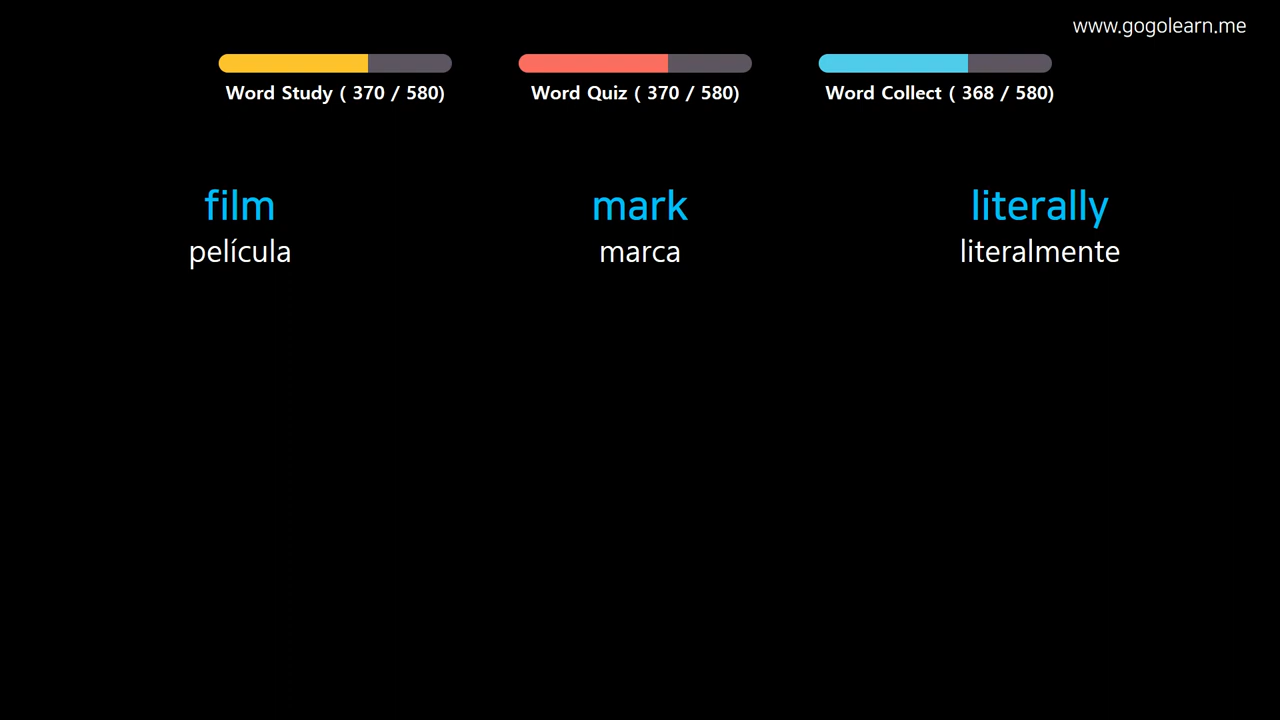 www.gogolearn.me
Word Study ( 370 / 580)
Word Quiz ( 370 / 580)
Word Collect ( 368 / 580)
film
mark
literally
película
marca
literalmente